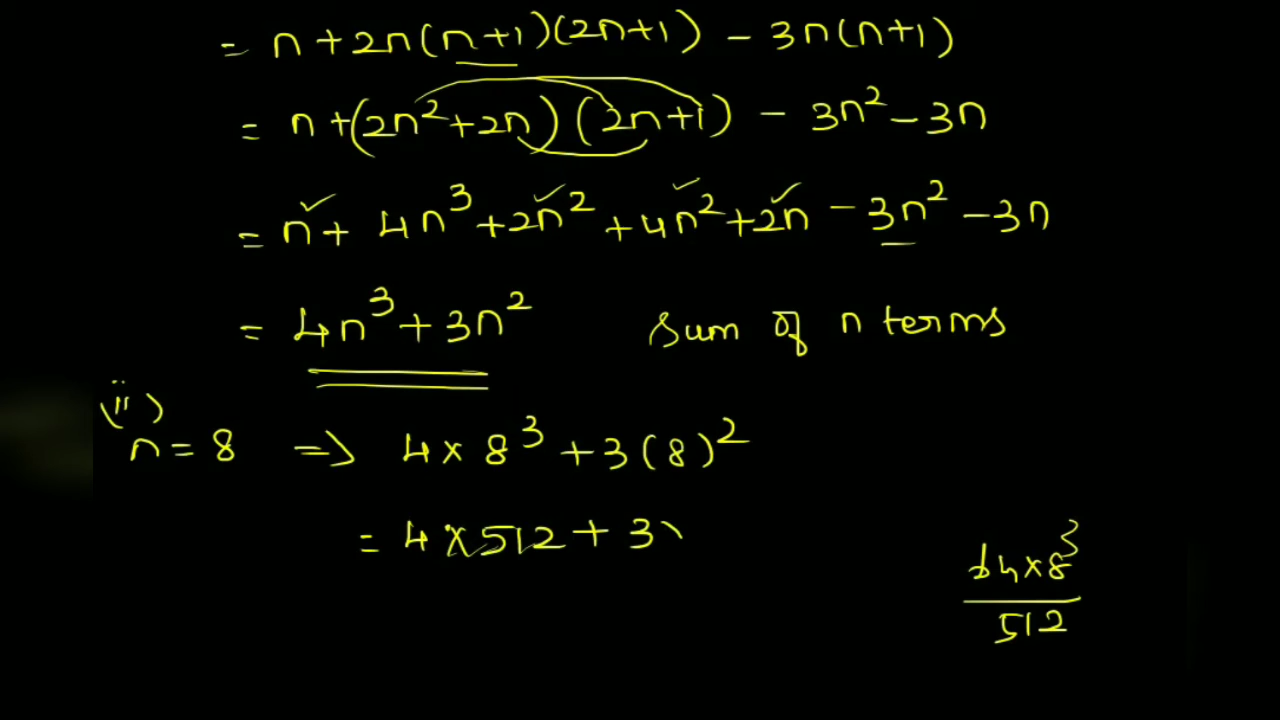 = n + 2n(n+1)(2n+1) - 3n(n+1)
= n + (2n² + 2n)(2n+1) - 3n² - 3n
= n + 4n³ + 2n² + 4n² + 2n - 3n² - 3n
= 4n³ + 3n² sum of n terms
(ii)
n = 8 => 4 × 8³ + 3(8)²
= 4 × 512 + 3
64 × 8
3
512